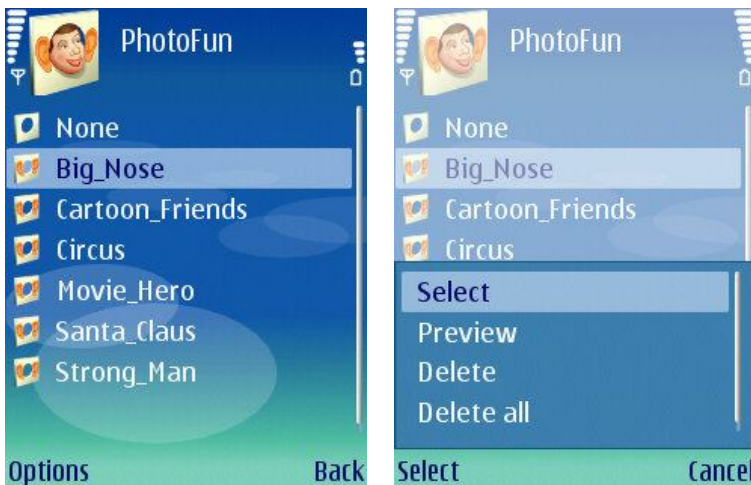 PhotoFun
None
Big_Nose
Cartoon_Friends
Circus
Movie_Hero
Santa_Claus
Strong_Man
Options Back
PhotoFun
None
Big_Nose
Cartoon_Friends
Circus
Select
Preview
Delete
Delete all
Select Cancel